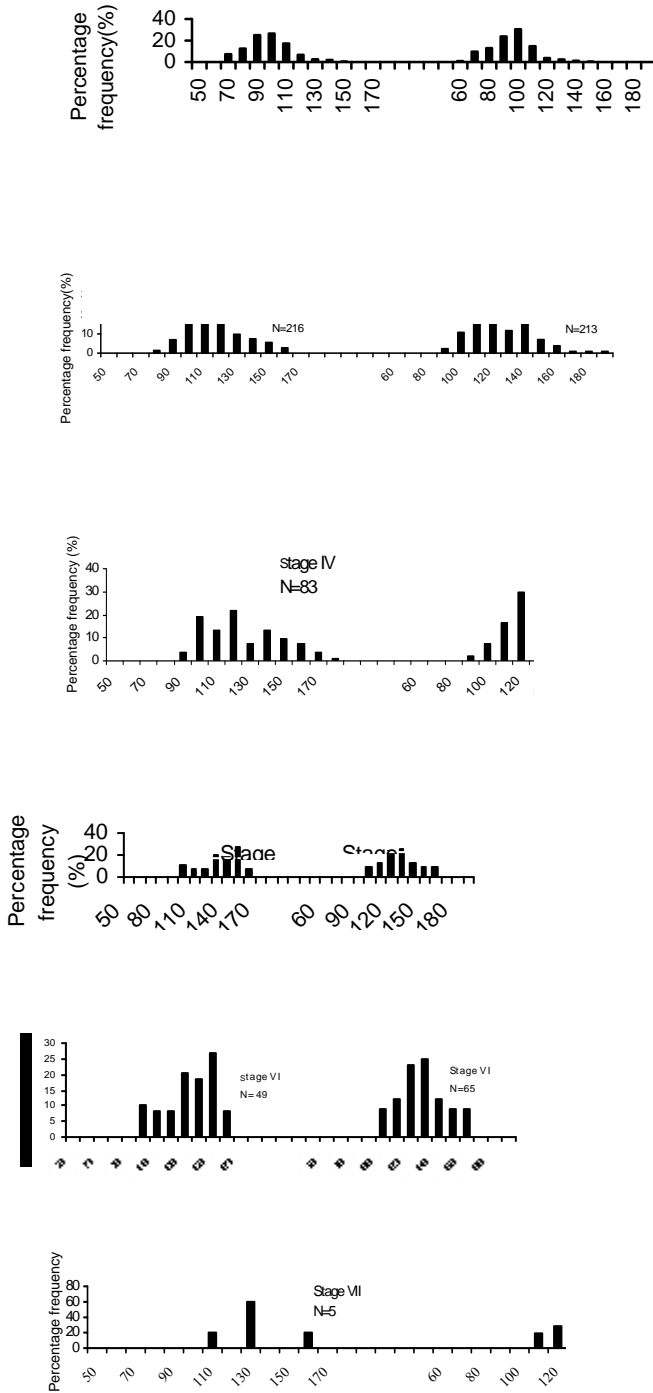 Percentage
frequency(%)
40
20
0
50 70 90 110 130 150 170 60 80 100 120 140 160 180
Percentage frequency(%)
10
0
N=216
N=213
50 70 90 110 130 150 170 60 80 100 120 140 160 180
Percentage frequency (%)
stage IV
N=83
40
30
20
10
0
50 70 90 110 130 150 170 60 80 100 120
Percentage
frequency
(%)
40
20
0
Stage Stage
50 80 110 140 170 60 90 120 150 180
30
25
20
15
10
5
0
stage VI
N= 49
Stage VI
N=65
Percentage frequency
Stage VII
N=5
80
60
40
20
0
50 70 90 110 130 150 170 60 80 100 120